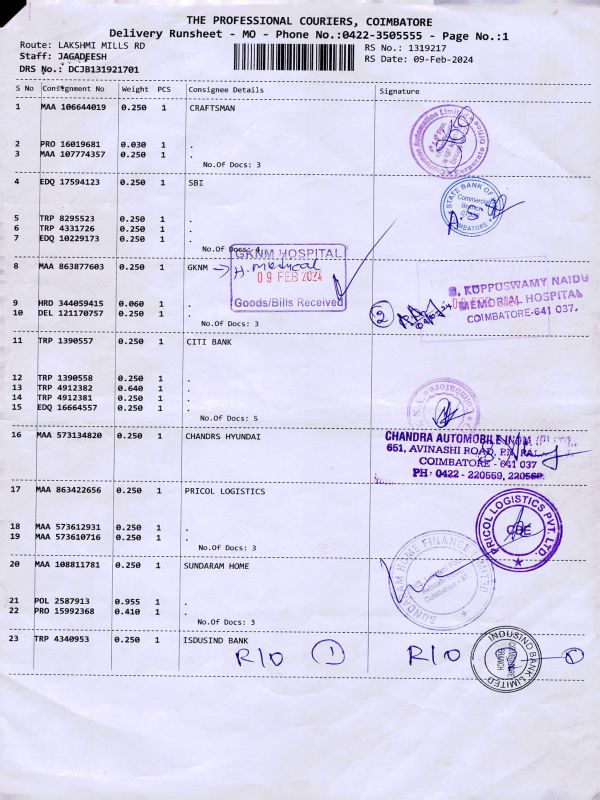 THE PROFESSIONAL COURIERS, COIMBATORE
Delivery Runsheet - MO - Phone No.:0422-3505555 - Page No.:1
Route: LAKSHMI MILLS RD
RS No.: 1319217
Staff: JAGADEESH
RS Date: 09-Feb-2024
DRS No.: DCJB131921701
S No Consignment No Weight PCS Consignee Details Signature
1 MAA 106644019 0.250 1 CRAFTSMAN
2 PRO 16019681 0.030 1 .
3 MAA 107774357 0.250 1 .
No.Of Docs: 3
4 EDQ 17594123 0.250 1 SBI
STATE BANK OF
Commercial
Branch
5 TRP 8295523 0.250 1 .
6 TRP 4331726 0.250 1 .
7 EDQ 10229173 0.250 1 .
No.Of Docs: 4
GKNM HOSPITAL
8 MAA 863877603 0.250 1 GKNM
H. Medical
09 FEB 2024
Goods/Bills Received
9 HRD 344059415 0.060 1 .
10 DEL 121170757 0.250 1 .
No.Of Docs: 3
G. KUPPUSWAMY NAIDU
MEMORIAL HOSPITAL
COIMBATORE-641 037.
2
11 TRP 1390557 0.250 1 CITI BANK
12 TRP 1390558 0.250 1 .
13 TRP 4912382 0.640 1 .
14 TRP 4912381 0.250 1 .
15 EDQ 16664557 0.250 1 .
No.Of Docs: 5
16 MAA 573134820 0.250 1 CHANDRS HYUNDAI
CHANDRA AUTOMOBILE
651, AVINASHI ROAD, P.N.
COIMBATORE - 641 037
PH: 0422 - 220559, 220569.
17 MAA 863422656 0.250 1 PRICOL LOGISTICS
PRICOL LOGISTICS PVT. LTD.
CBE
18 MAA 573612931 0.250 1 .
19 MAA 573610716 0.250 1 .
No.Of Docs: 3
20 MAA 108811781 0.250 1 SUNDARAM HOME
SUNDARAM HOME FINANCE LIMITED
21 POL 2587913 0.955 1 .
22 PRO 15992368 0.410 1 .
No.Of Docs: 3
23 TRP 4340953 0.250 1 ISDUSIND BANK
R/O 1 R/O 1
INDUSIND BANK LIMITED